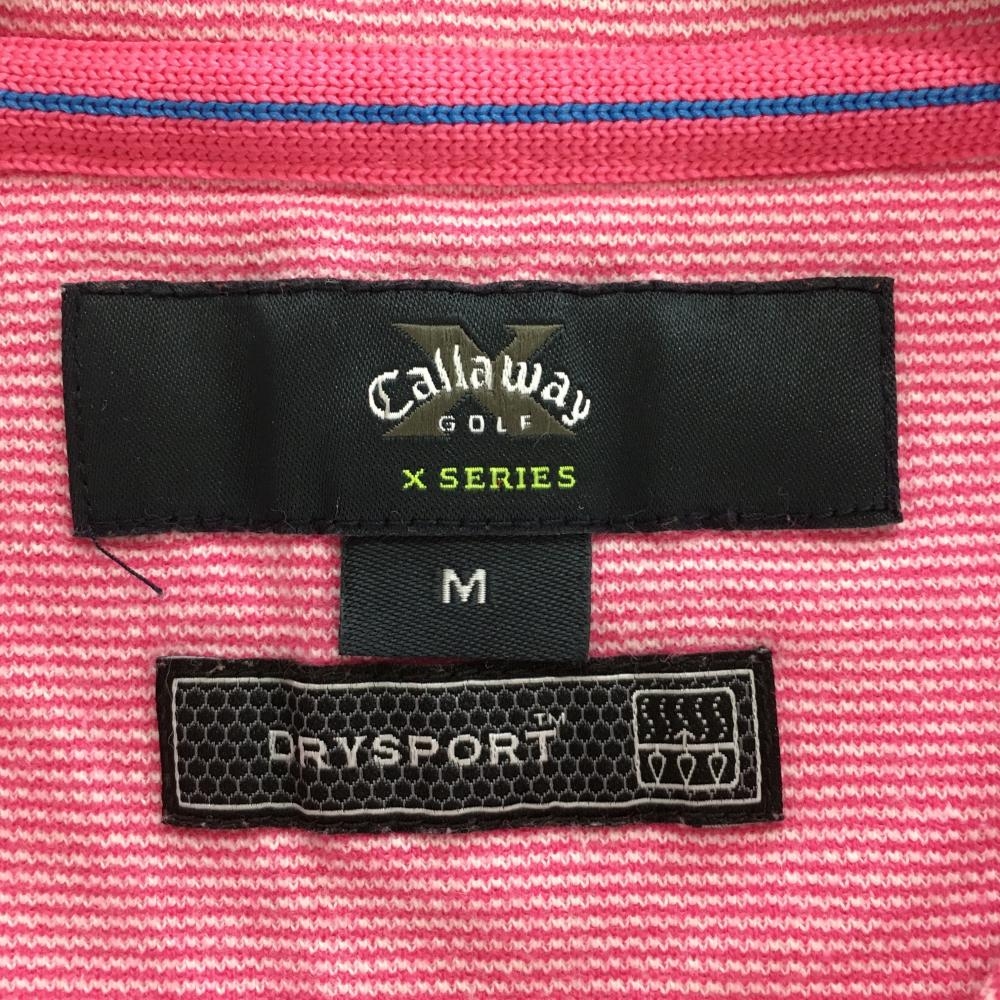 Callaway
GOLF
X SERIES
M
DRYSPORT™